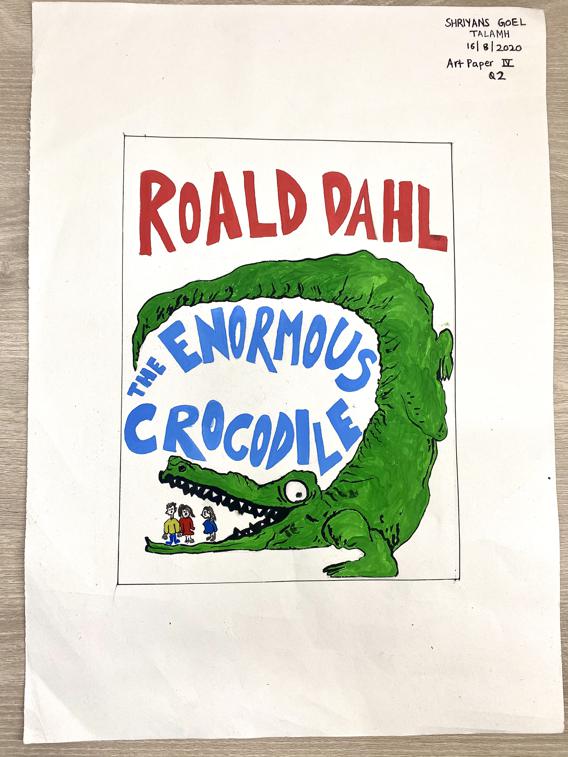 SHRIYANS GOEL
TALAMH
16/8/2020
Art Paper IV
Q2
ROALD DAHL
THE ENORMOUS
CROCODILE